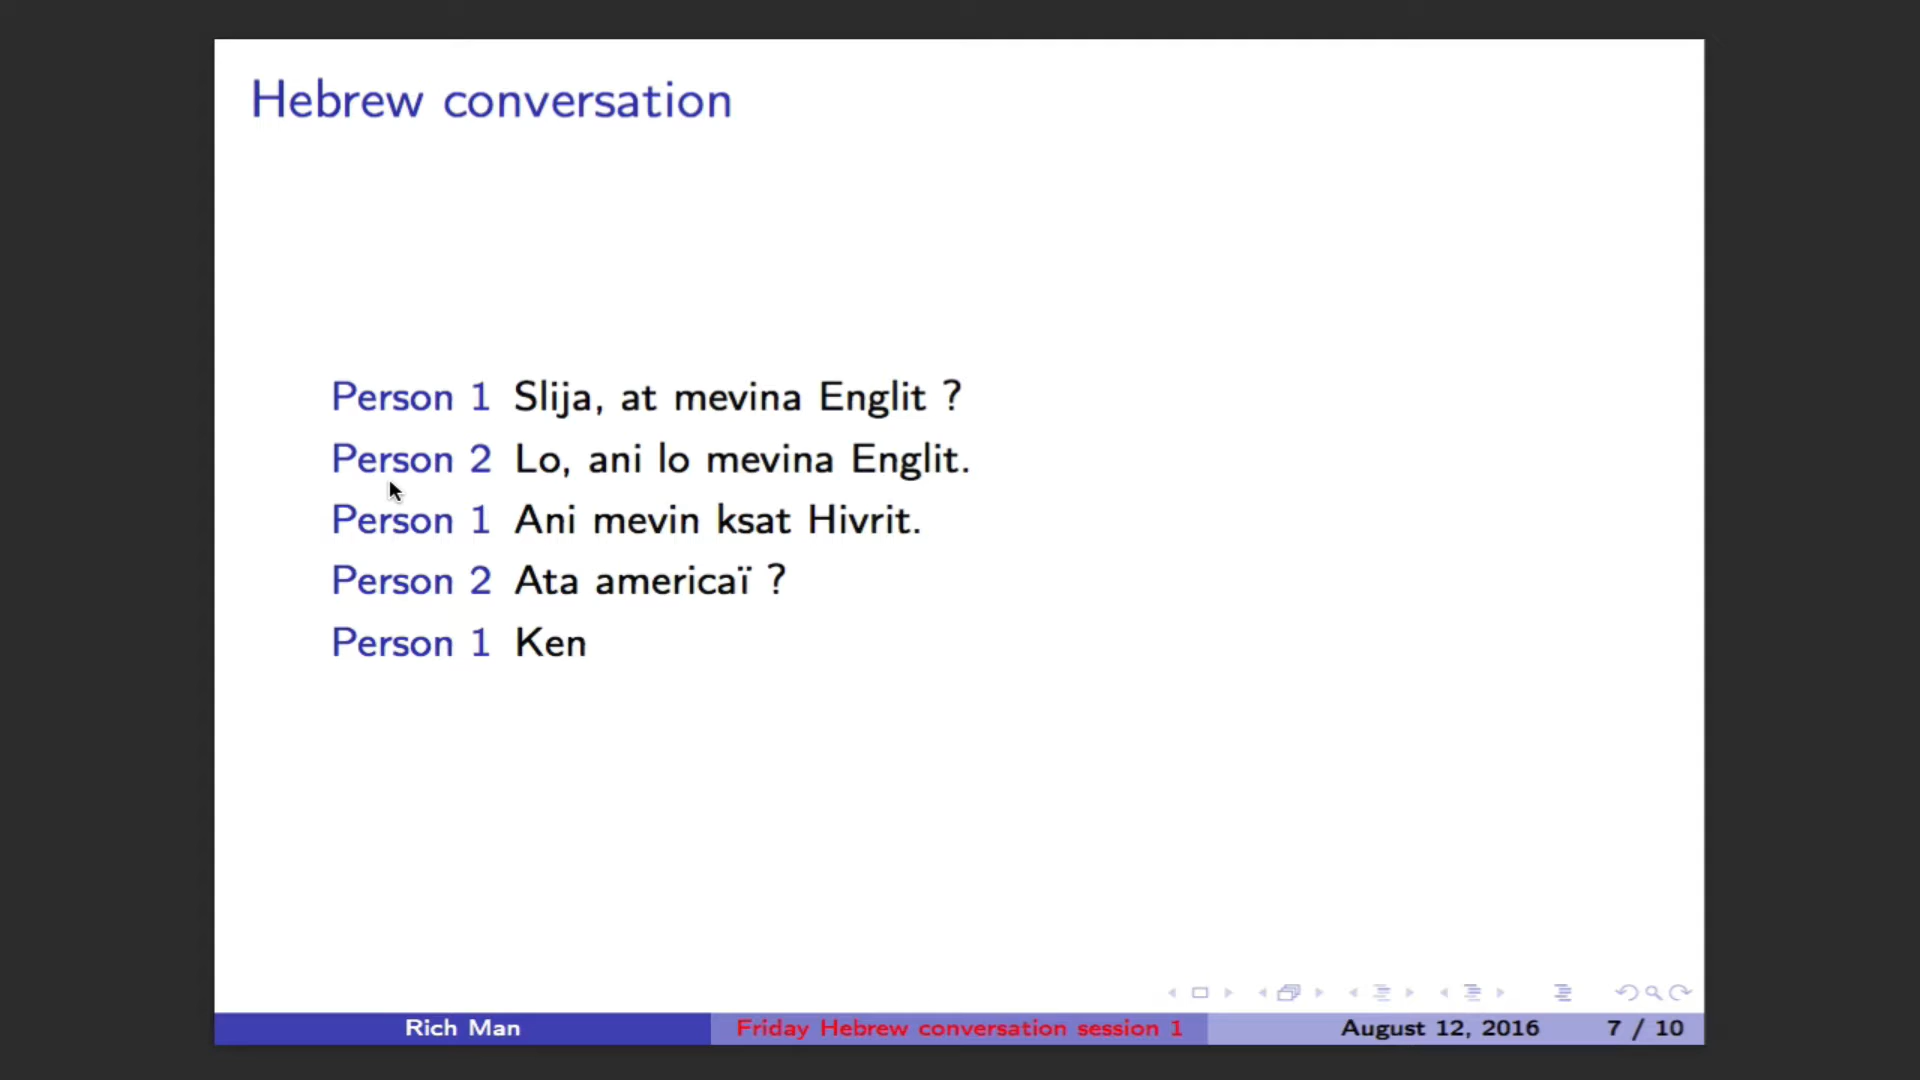 Hebrew conversation
Person 1 Slija, at mevina Englit ?
Person 2 Lo, ani lo mevina Englit.
Person 1 Ani mevin ksat Hivrit.
Person 2 Ata americaï ?
Person 1 Ken
Rich Man Friday Hebrew conversation session 1 August 12, 2016 7 / 10